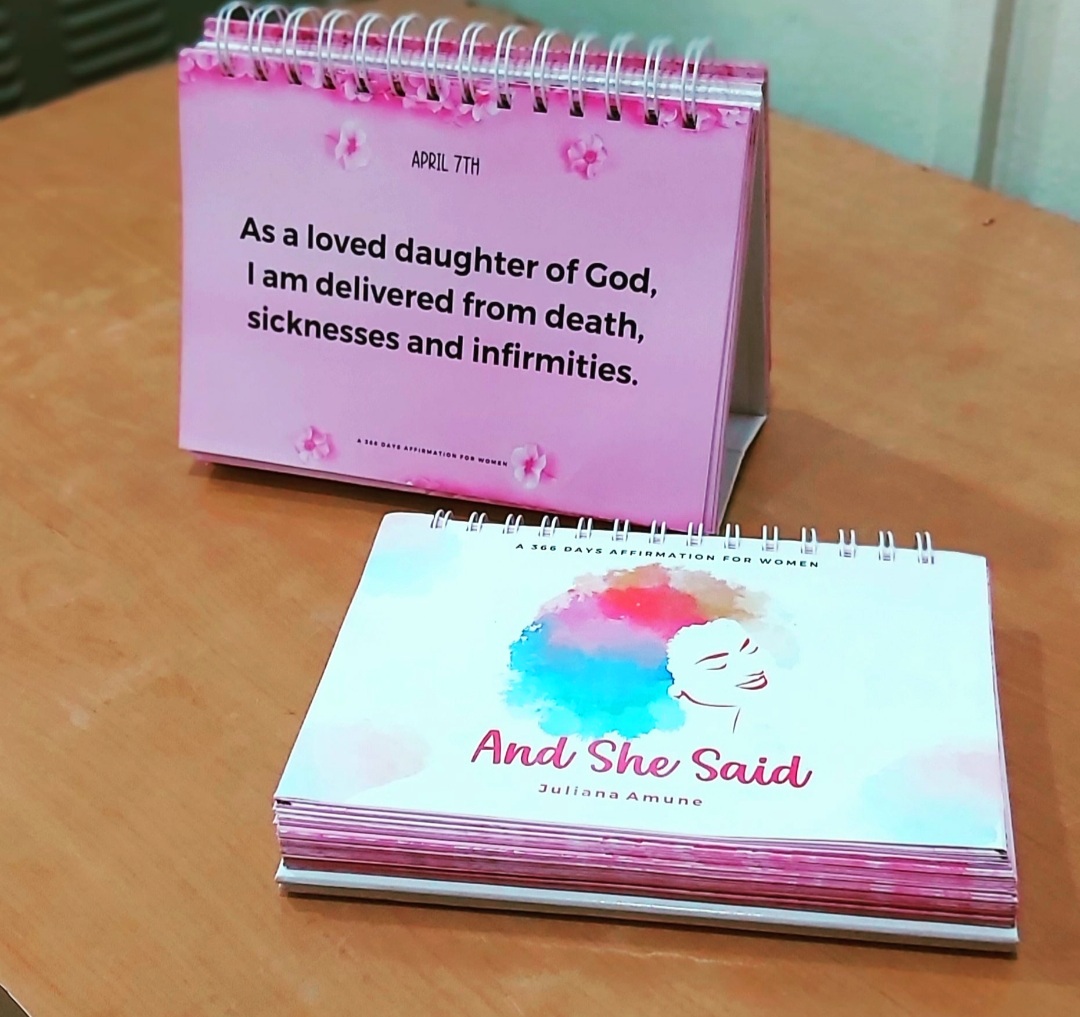 APRIL 7TH
As a loved daughter of God,
I am delivered from death,
sicknesses and infirmities.
A 366 DAYS AFFIRMATION FOR WOMEN
A 366 DAYS AFFIRMATION FOR WOMEN
And She Said
Juliana Amune